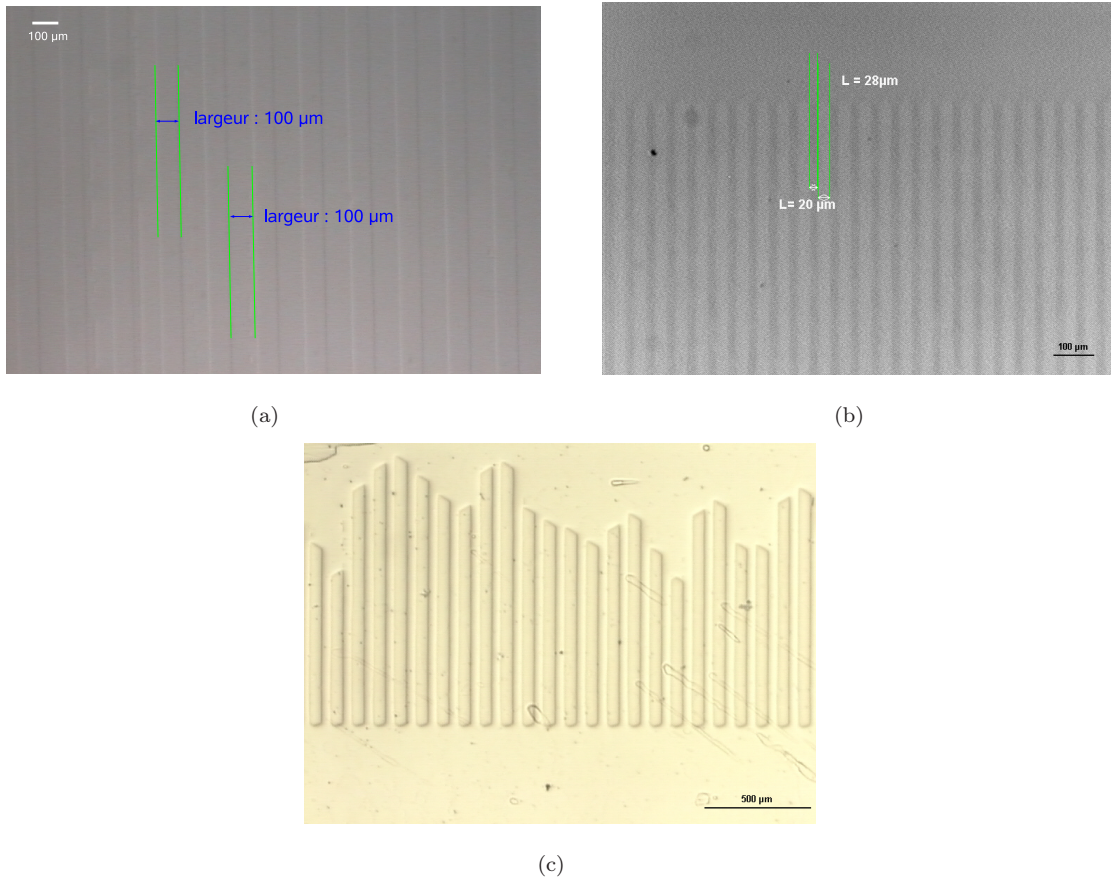 100 µm
largeur : 100 µm
largeur : 100 µm
L = 28µm
L= 20 µm
100 µm
(a)
(b)
500 µm
(c)